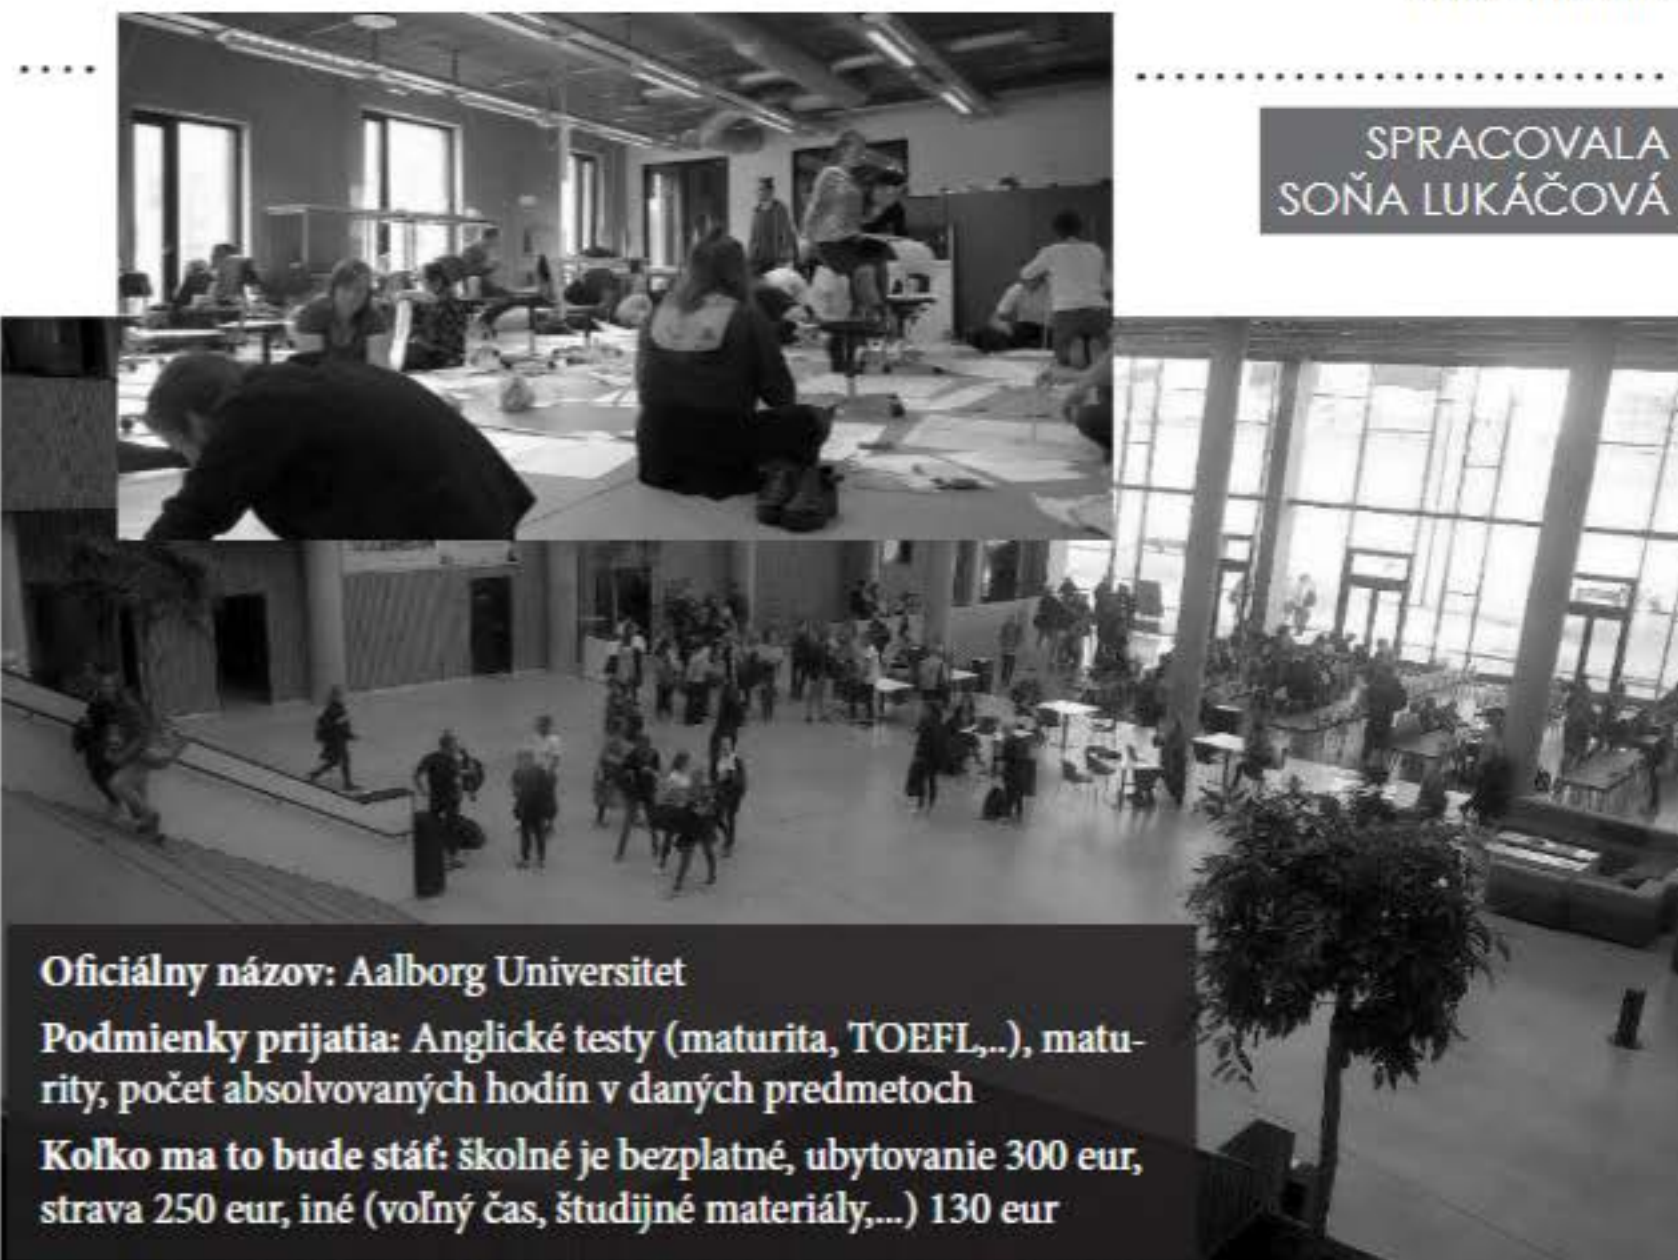 SPRACOVALA
SOŇA LUKÁČOVÁ
Oficiálny názov: Aalborg Universitet
Podmienky prijatia: Anglické testy (maturita, TOEFL,..), matu-
rity, počet absolvovaných hodín v daných predmetoch
Koľko ma to bude stáť: školné je bezplatné, ubytovanie 300 eur,
strava 250 eur, iné (voľný čas, študijné materiály,...) 130 eur